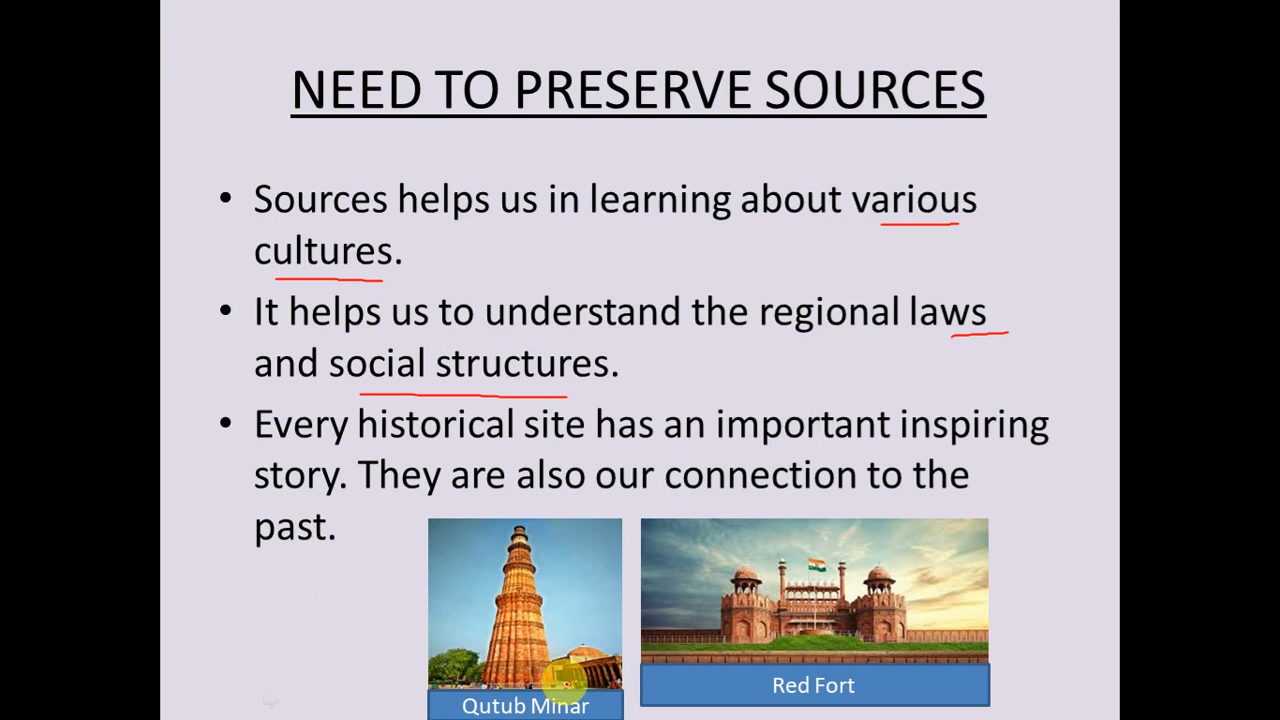 NEED TO PRESERVE SOURCES
• Sources helps us in learning about various
cultures.
• It helps us to understand the regional laws
and social structures.
• Every historical site has an important inspiring
story. They are also our connection to the
past.
Qutub Minar
Red Fort